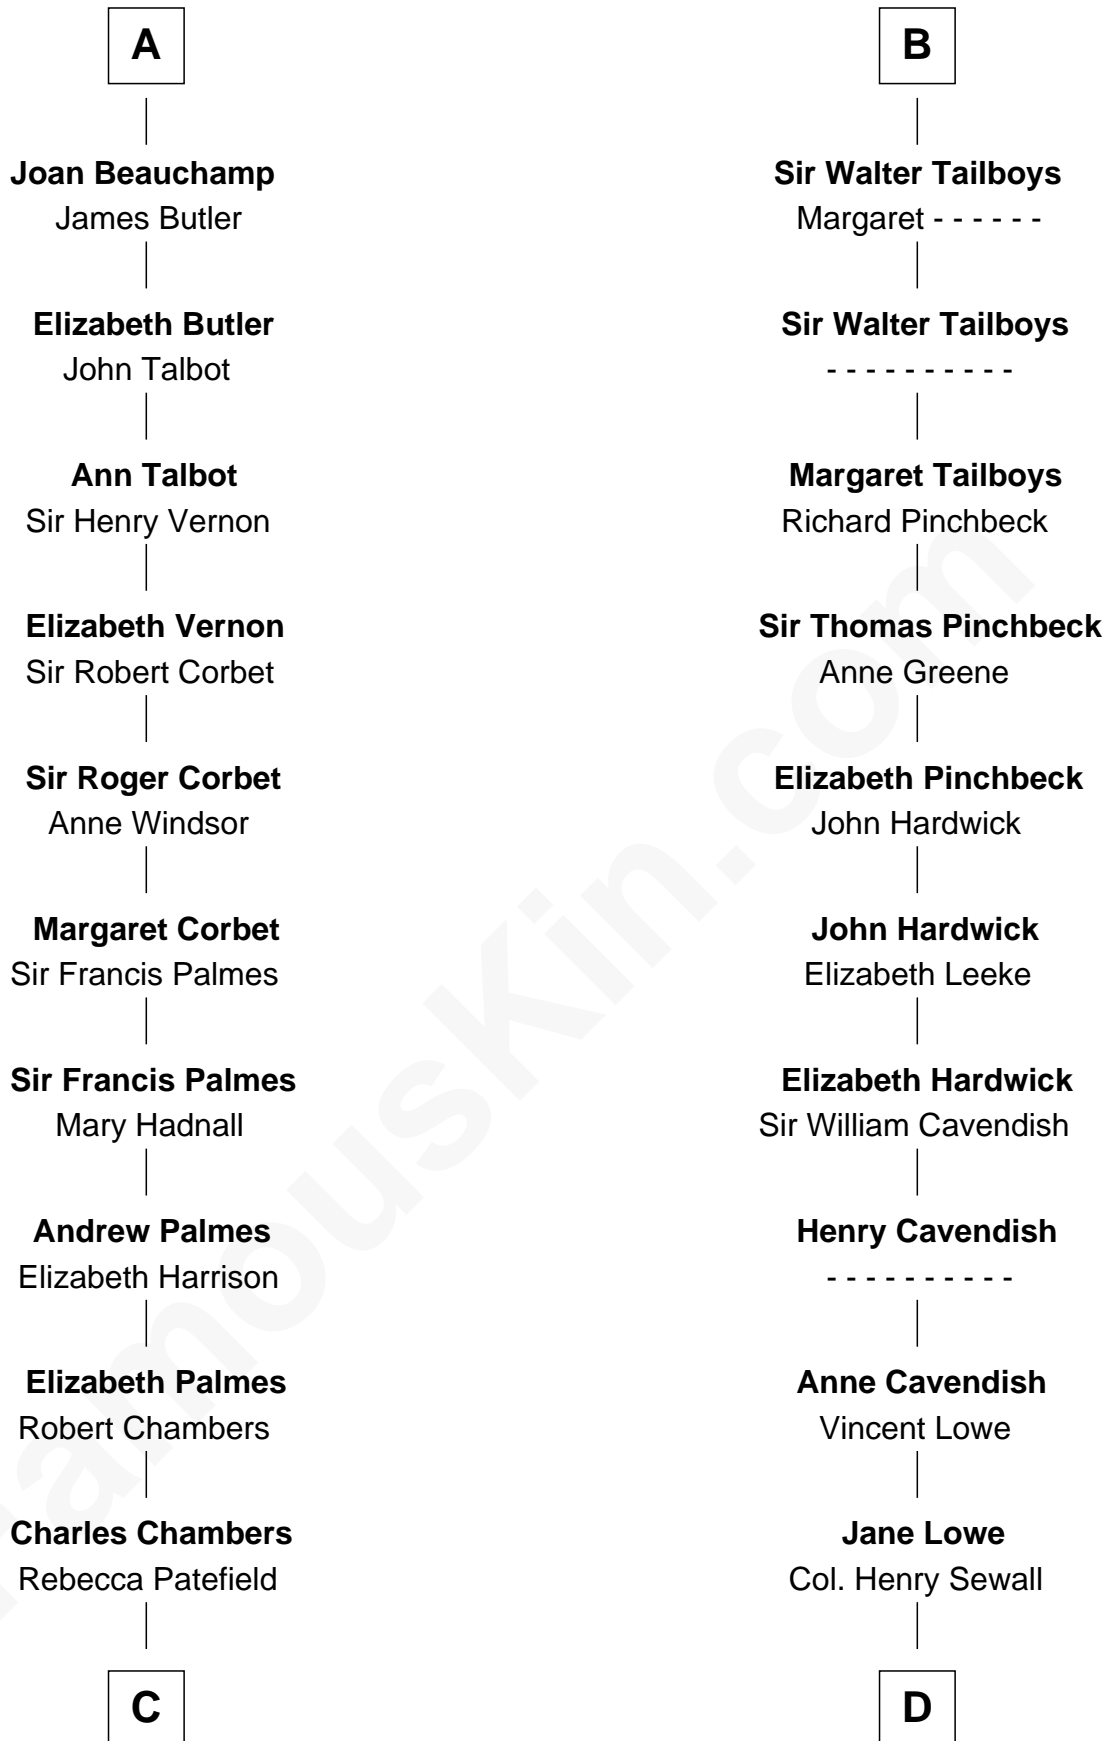 A
Joan Beauchamp
James Butler
Elizabeth Butler
John Talbot
Ann Talbot
Sir Henry Vernon
Elizabeth Vernon
Sir Robert Corbet
Sir Roger Corbet
Anne Windsor
Margaret Corbet
Sir Francis Palmes
Sir Francis Palmes
Mary Hadnall
Andrew Palmes
Elizabeth Harrison
Elizabeth Palmes
Robert Chambers
Charles Chambers
Rebecca Patefield
C
B
Sir Walter Tailboys
Margaret - - - - - -
Sir Walter Tailboys
- - - - - - - - - -
Margaret Tailboys
Richard Pinchbeck
Sir Thomas Pinchbeck
Anne Greene
Elizabeth Pinchbeck
John Hardwick
John Hardwick
Elizabeth Leeke
Elizabeth Hardwick
Sir William Cavendish
Henry Cavendish
- - - - - - - - - -
Anne Cavendish
Vincent Lowe
Jane Lowe
Col. Henry Sewall
D
FamousKin.com